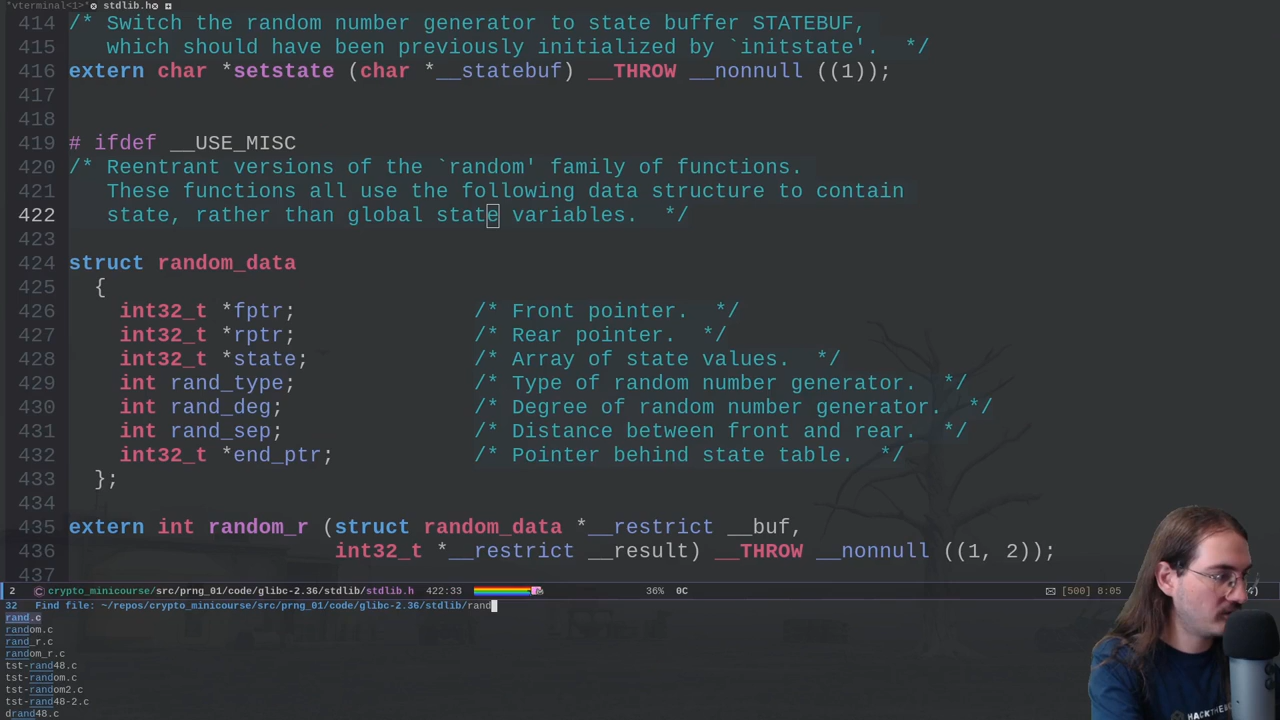 *vterminal<1>* stdlib.h
414 /* Switch the random number generator to state buffer STATEBUF,
415 which should have been previously initialized by `initstate'.  */
416 extern char *setstate (char *__statebuf) __THROW __nonnull ((1));
417
418
419 # ifdef __USE_MISC
420 /* Reentrant versions of the `random' family of functions.
421 These functions all use the following data structure to contain
422 state, rather than global state variables.  */
423
424 struct random_data
425 {
426 int32_t *fptr; /* Front pointer.  */
427 int32_t *rptr; /* Rear pointer.  */
428 int32_t *state; /* Array of state values.  */
429 int rand_type; /* Type of random number generator.  */
430 int rand_deg; /* Degree of random number generator.  */
431 int rand_sep; /* Distance between front and rear.  */
432 int32_t *end_ptr; /* Pointer behind state table.  */
433 };
434
435 extern int random_r (struct random_data *__restrict __buf,
436 int32_t *__restrict __result) __THROW __nonnull ((1, 2));
437
2 crypto_minicourse/src/prng_01/code/glibc-2.36/stdlib/stdlib.h 422:33 36% 0C [500] 8:05
32 Find file: ~/repos/crypto_minicourse/src/prng_01/code/glibc-2.36/stdlib/rand
rand.c
random.c
rand_r.c
random_r.c
tst-rand48.c
tst-random.c
tst-random2.c
tst-rand48-2.c
drand48.c